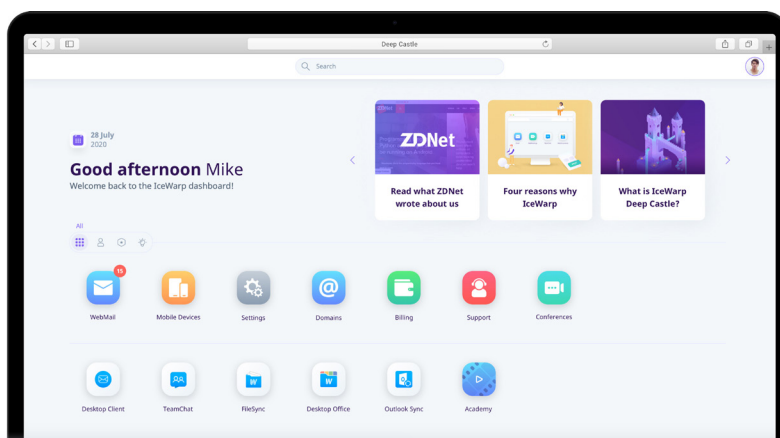 Deep Castle
Search
28 July
2020
Good afternoon Mike
Welcome back to the IceWarp dashboard!
ZDNet
ZDNet
Read what ZDNet
wrote about us
Four reasons why
IceWarp
What is IceWarp
Deep Castle?
All
15
WebMail
Mobile Devices
Settings
Domains
Billing
Support
Conferences
W
W
Desktop Client
TeamChat
FileSync
Desktop Office
Outlook Sync
Academy